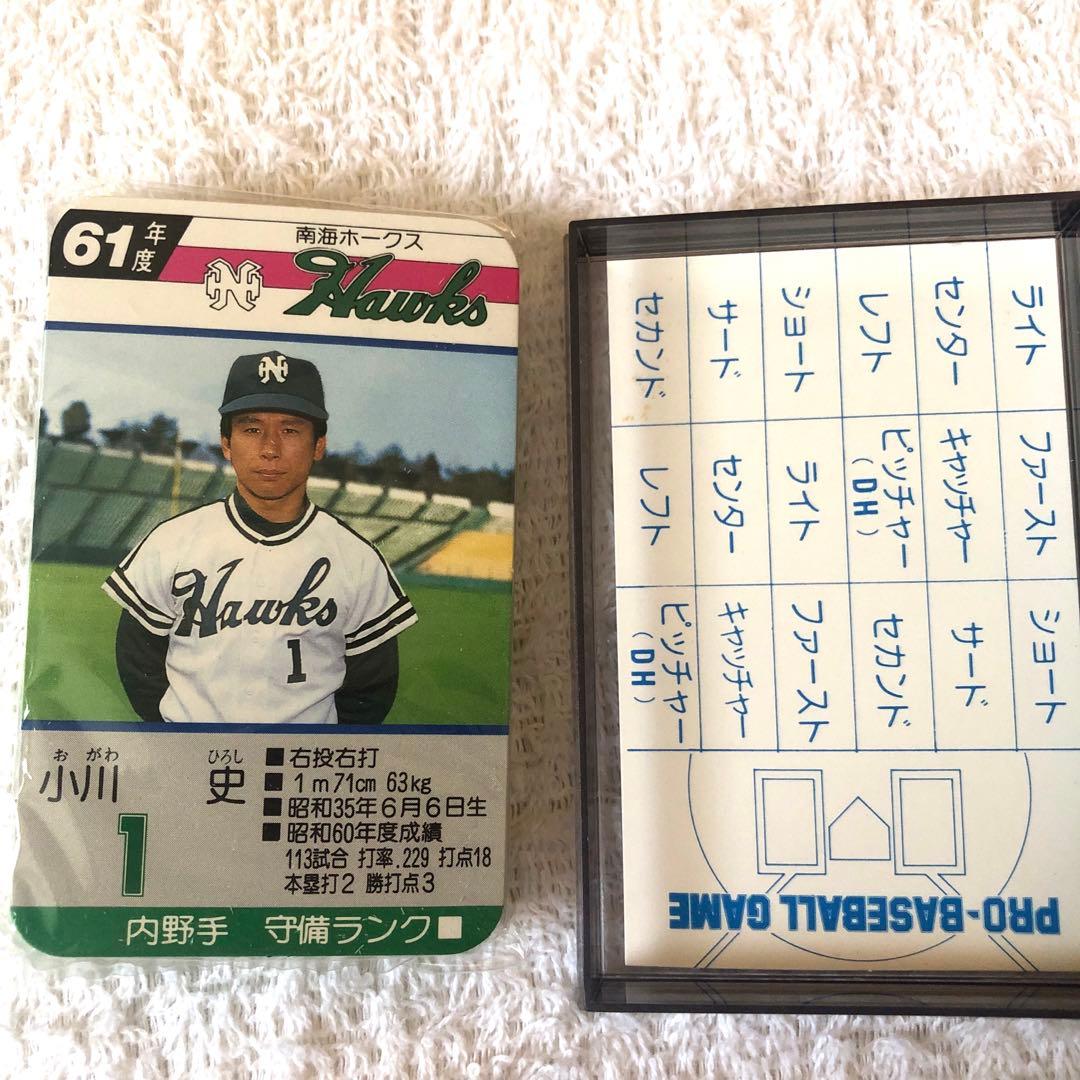 61年度
南海ホークス
N
Hawks
N
Hawks
1
おがわ ひろし
小川 史
1
■右投右打
■1m71cm 63kg
■昭和35年6月6日生
■昭和60年度成績
113試合 打率.229 打点18
本塁打2 勝打点3
内野手 守備ランク■
ライト ファースト ショート
センター キャッチャー サード
レフト ピッチャー(DH) セカンド
ショート ライト ファースト
サード センター キャッチャー
セカンド レフト ピッチャー(DH)
PRO-BASEBALL GAME